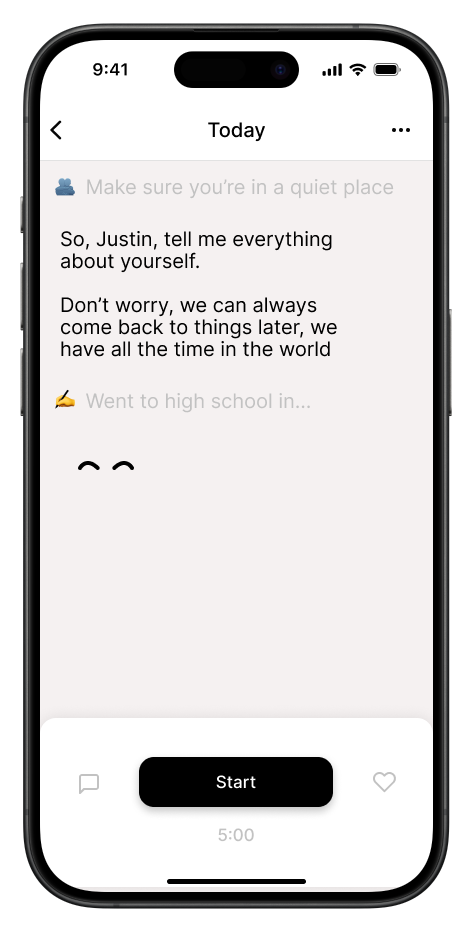 9:41
Today
Make sure you’re in a quiet place
So, Justin, tell me everything
about yourself.
Don’t worry, we can always
come back to things later, we
have all the time in the world
Went to high school in...
Start
5:00